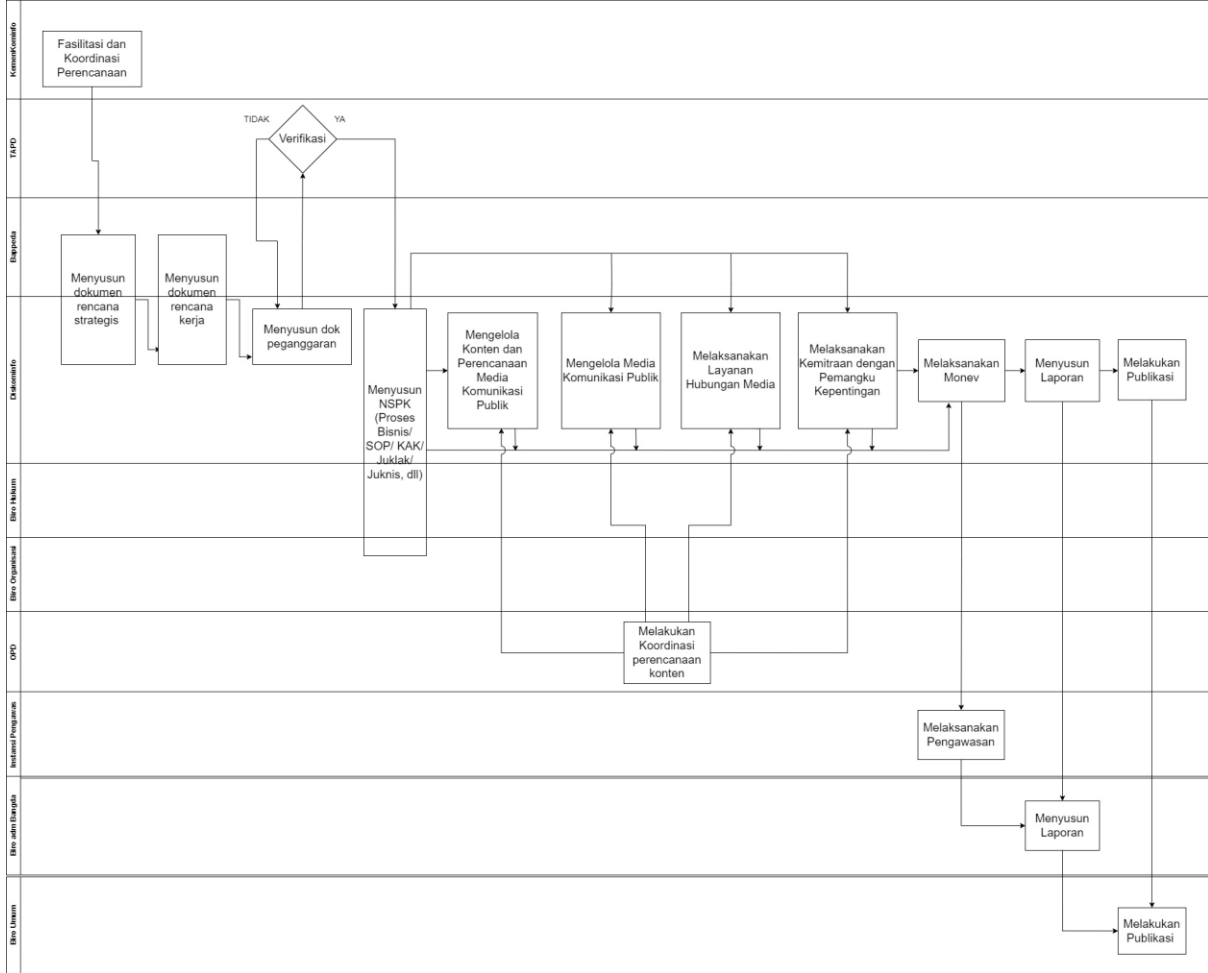 KemenKominfo
Fasilitasi dan
Koordinasi
Perencanaan
TAPD
TIDAK
YA
Verifikasi
Bappeda
Diskominfo
Menyusun
dokumen
rencana
strategis
Menyusun
dokumen
rencana
kerja
Menyusun dok
peganggaran
Menyusun
NSPK
(Proses
Bisnis/
SOP/ KAK/
Juklak/
Juknis, dll)
Mengelola
Konten dan
Perencanaan
Media
Komunikasi
Publik
Mengelola Media
Komunikasi Publik
Melaksanakan
Layanan
Hubungan Media
Melaksanakan
Kemitraan dengan
Pemangku
Kepentingan
Melaksanakan
Monev
Menyusun
Laporan
Melakukan
Publikasi
Biro Hukum
Biro Organisasi
OPD
Melakukan
Koordinasi
perencanaan
konten
Instansi Pengawas
Melaksanakan
Pengawasan
Biro adm Bangda
Menyusun
Laporan
Biro Umum
Melakukan
Publikasi